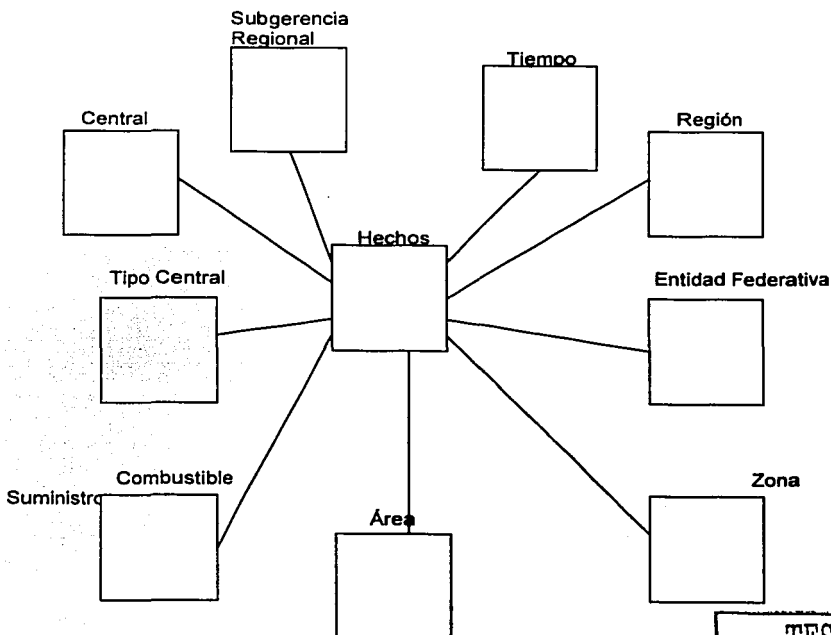 Subgerencia
Regional
Tiempo
Central
Región
Hechos
Tipo Central
Entidad Federativa
Combustible
Suministro
Zona
Área